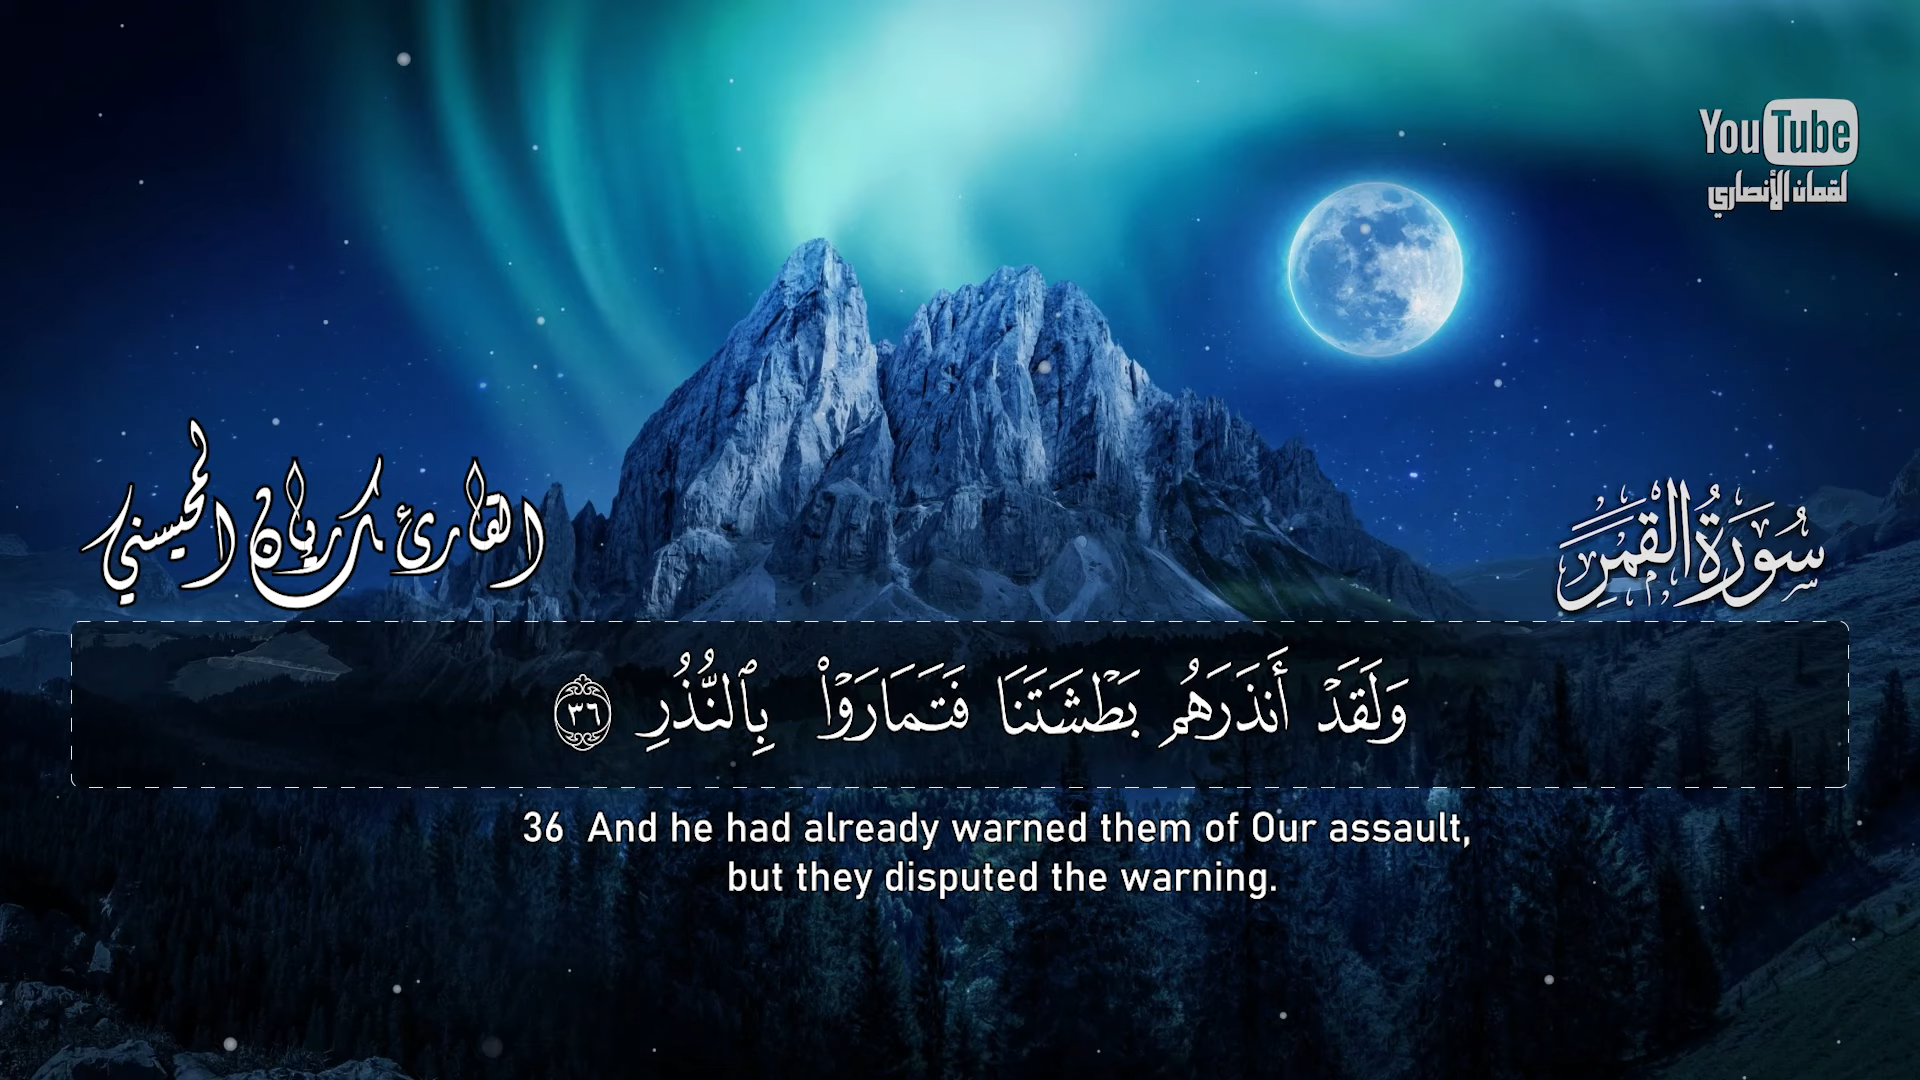 YouTube
لقمان الأنصاري
القارئ كريان المحيسني
سُورَةُ القَمَرِ
وَلَقَدْ أَنذَرَهُم بَطْشَتَنَا فَتَمَارَوْا۟ بِٱلنُّذُرِ ٣٦
36 And he had already warned them of Our assault,
but they disputed the warning.